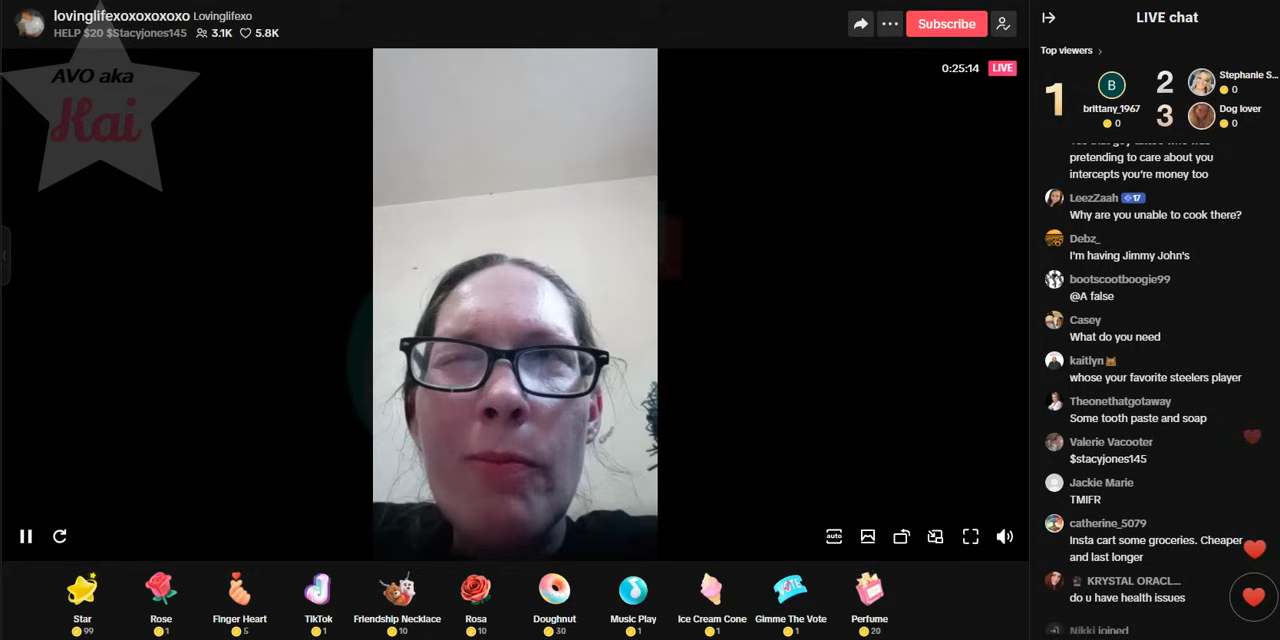 lovinglifexoxoxoxoxo Lovinglifexo
HELP $20 $Stacyjones145 3.1K 5.8K
Subscribe
AVO aka
Kai
0:25:14 LIVE
auto
Star
99
Rose
1
Finger Heart
5
TikTok
1
Friendship Necklace
10
Rosa
10
Doughnut
30
Music Play
1
Ice Cream Cone
1
Gimme The Vote
1
Perfume
20
LIVE chat
Top viewers
1
B
brittany_1967
0
2
Stephanie S...
0
3
Dog lover
0
pretending to care about you
intercepts you're money too
LeezZaah 17
Why are you unable to cook there?
Debz_
I'm having Jimmy John's
bootscootboogie99
@A false
Casey
What do you need
kaitlyn
whose your favorite steelers player
Theonethatgotaway
Some tooth paste and soap
Valerie Vacooter
$stacyjones145
Jackie Marie
TMIFR
catherine_5079
Insta cart some groceries. Cheaper
and last longer
KRYSTAL ORACL...
do u have health issues
Nikki joined